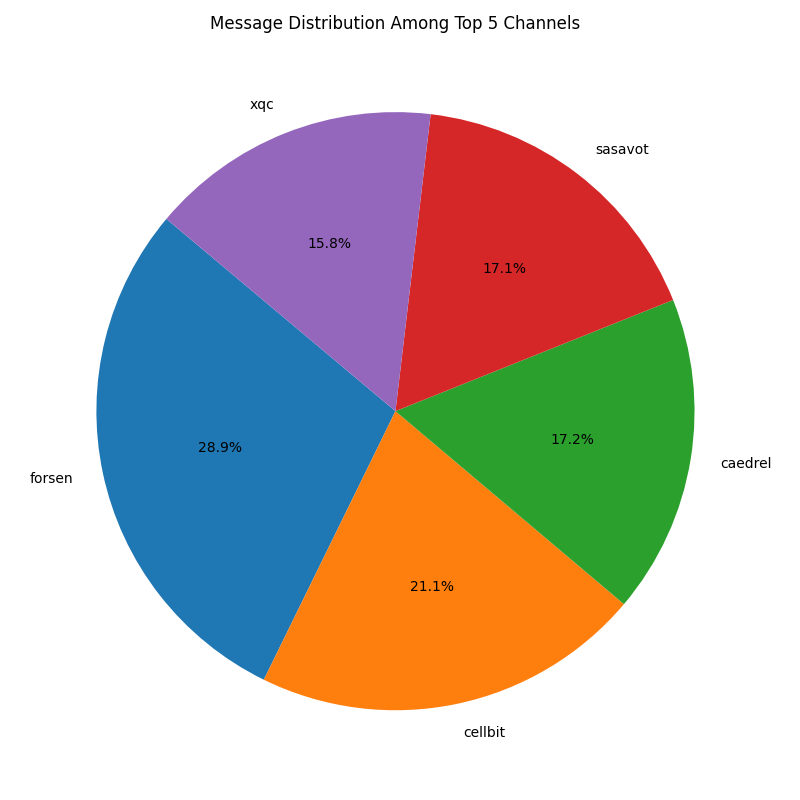 Message Distribution Among Top 5 Channels
xqc
sasavot
15.8%
17.1%
28.9%
17.2%
forsen
caedrel
21.1%
cellbit